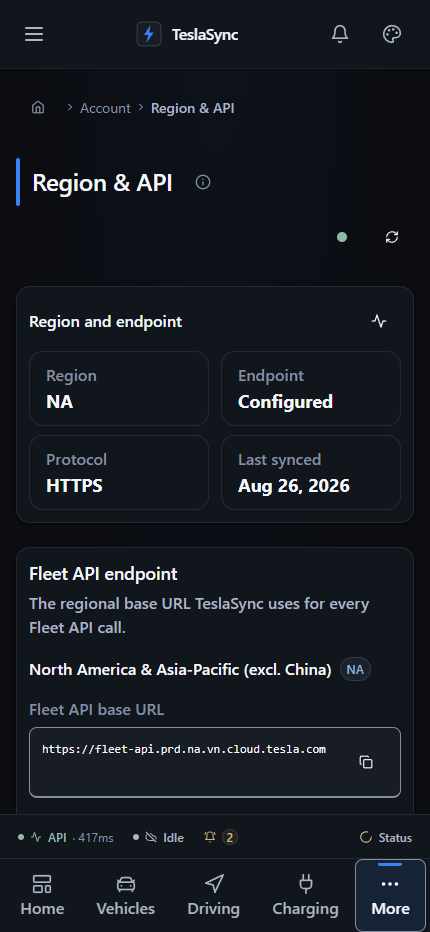 TeslaSync
Account
Region & API
Region & API
Region and endpoint
Region
NA
Endpoint
Configured
Protocol
HTTPS
Last synced
Aug 26, 2026
Fleet API endpoint
The regional base URL TeslaSync uses for every
Fleet API call.
North America & Asia-Pacific (excl. China) NA
Fleet API base URL
https://fleet-api.prd.na.vn.cloud.tesla.com
API · 417ms
Idle
2
Status
Home
Vehicles
Driving
Charging
More